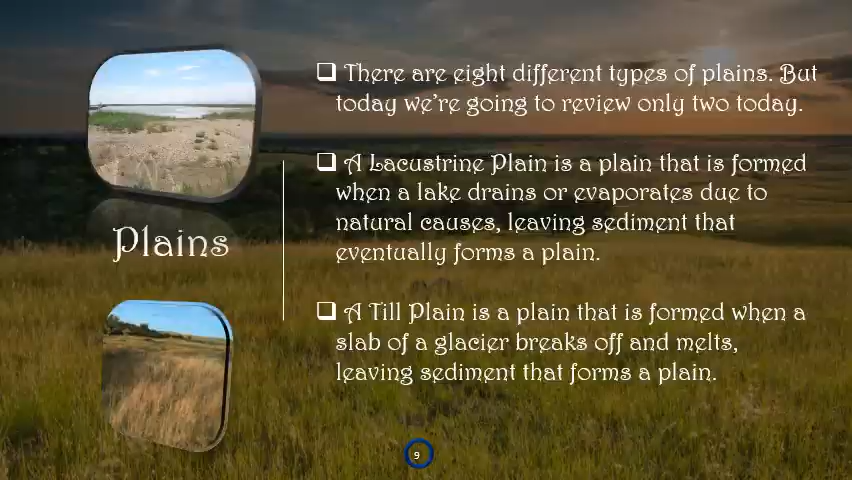 There are eight different types of plains. But
today we're going to review only two today.
A Lacustrine Plain is a plain that is formed
when a lake drains or evaporates due to
natural causes, leaving sediment that
eventually forms a plain.
Plains
A Till Plain is a plain that is formed when a
slab of a glacier breaks off and melts,
leaving sediment that forms a plain.
9